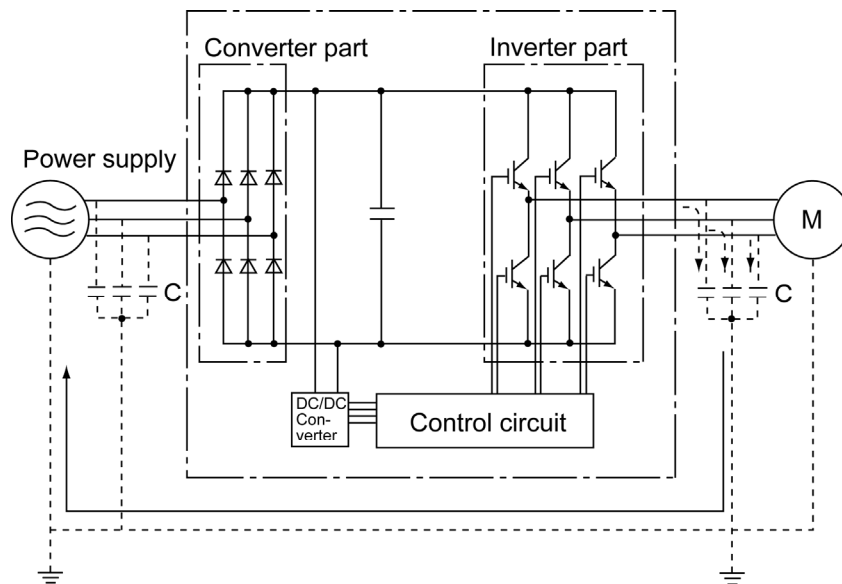 Converter part
Inverter part
Power supply
M
C
C
DC/DC
Con-
verter
Control circuit